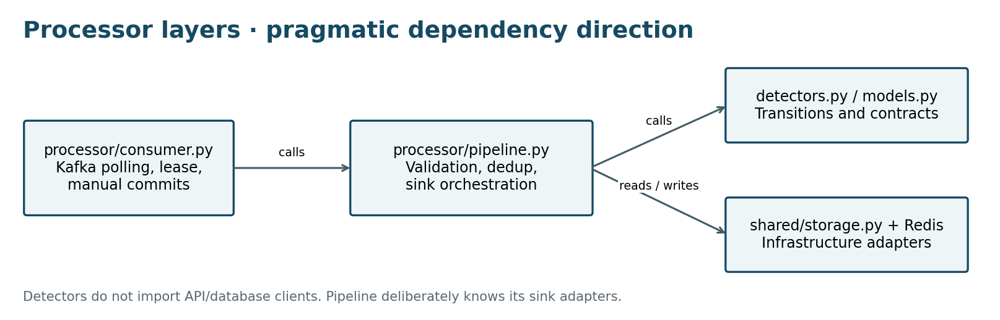 Processor layers · pragmatic dependency direction
processor/consumer.py
Kafka polling, lease,
manual commits
calls
processor/pipeline.py
Validation, dedup,
sink orchestration
calls
detectors.py / models.py
Transitions and contracts
reads / writes
shared/storage.py + Redis
Infrastructure adapters
Detectors do not import API/database clients. Pipeline deliberately knows its sink adapters.